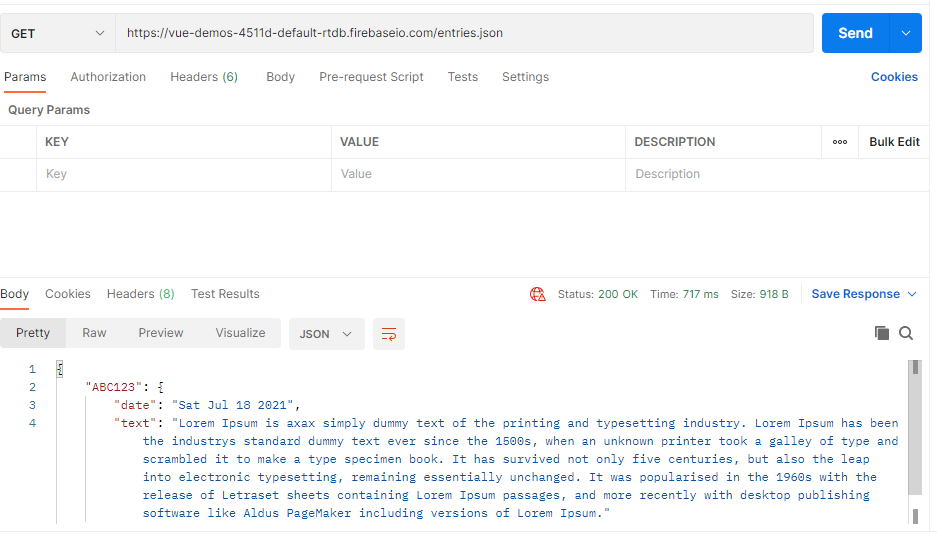 GET https://vue-demos-4511d-default-rtdb.firebaseio.com/entries.json Send
Params Authorization Headers (6) Body Pre-request Script Tests Settings Cookies
Query Params
KEY VALUE DESCRIPTION ooo Bulk Edit
Key Value Description
Body Cookies Headers (8) Test Results Status: 200 OK Time: 717 ms Size: 918 B Save Response
Pretty Raw Preview Visualize JSON
1 {
2 "ABC123": {
3 "date": "Sat Jul 18 2021",
4 "text": "Lorem Ipsum is axax simply dummy text of the printing and typesetting industry. Lorem Ipsum has been
the industrys standard dummy text ever since the 1500s, when an unknown printer took a galley of type and
scrambled it to make a type specimen book. It has survived not only five centuries, but also the leap
into electronic typesetting, remaining essentially unchanged. It was popularised in the 1960s with the
release of Letraset sheets containing Lorem Ipsum passages, and more recently with desktop publishing
software like Aldus PageMaker including versions of Lorem Ipsum."